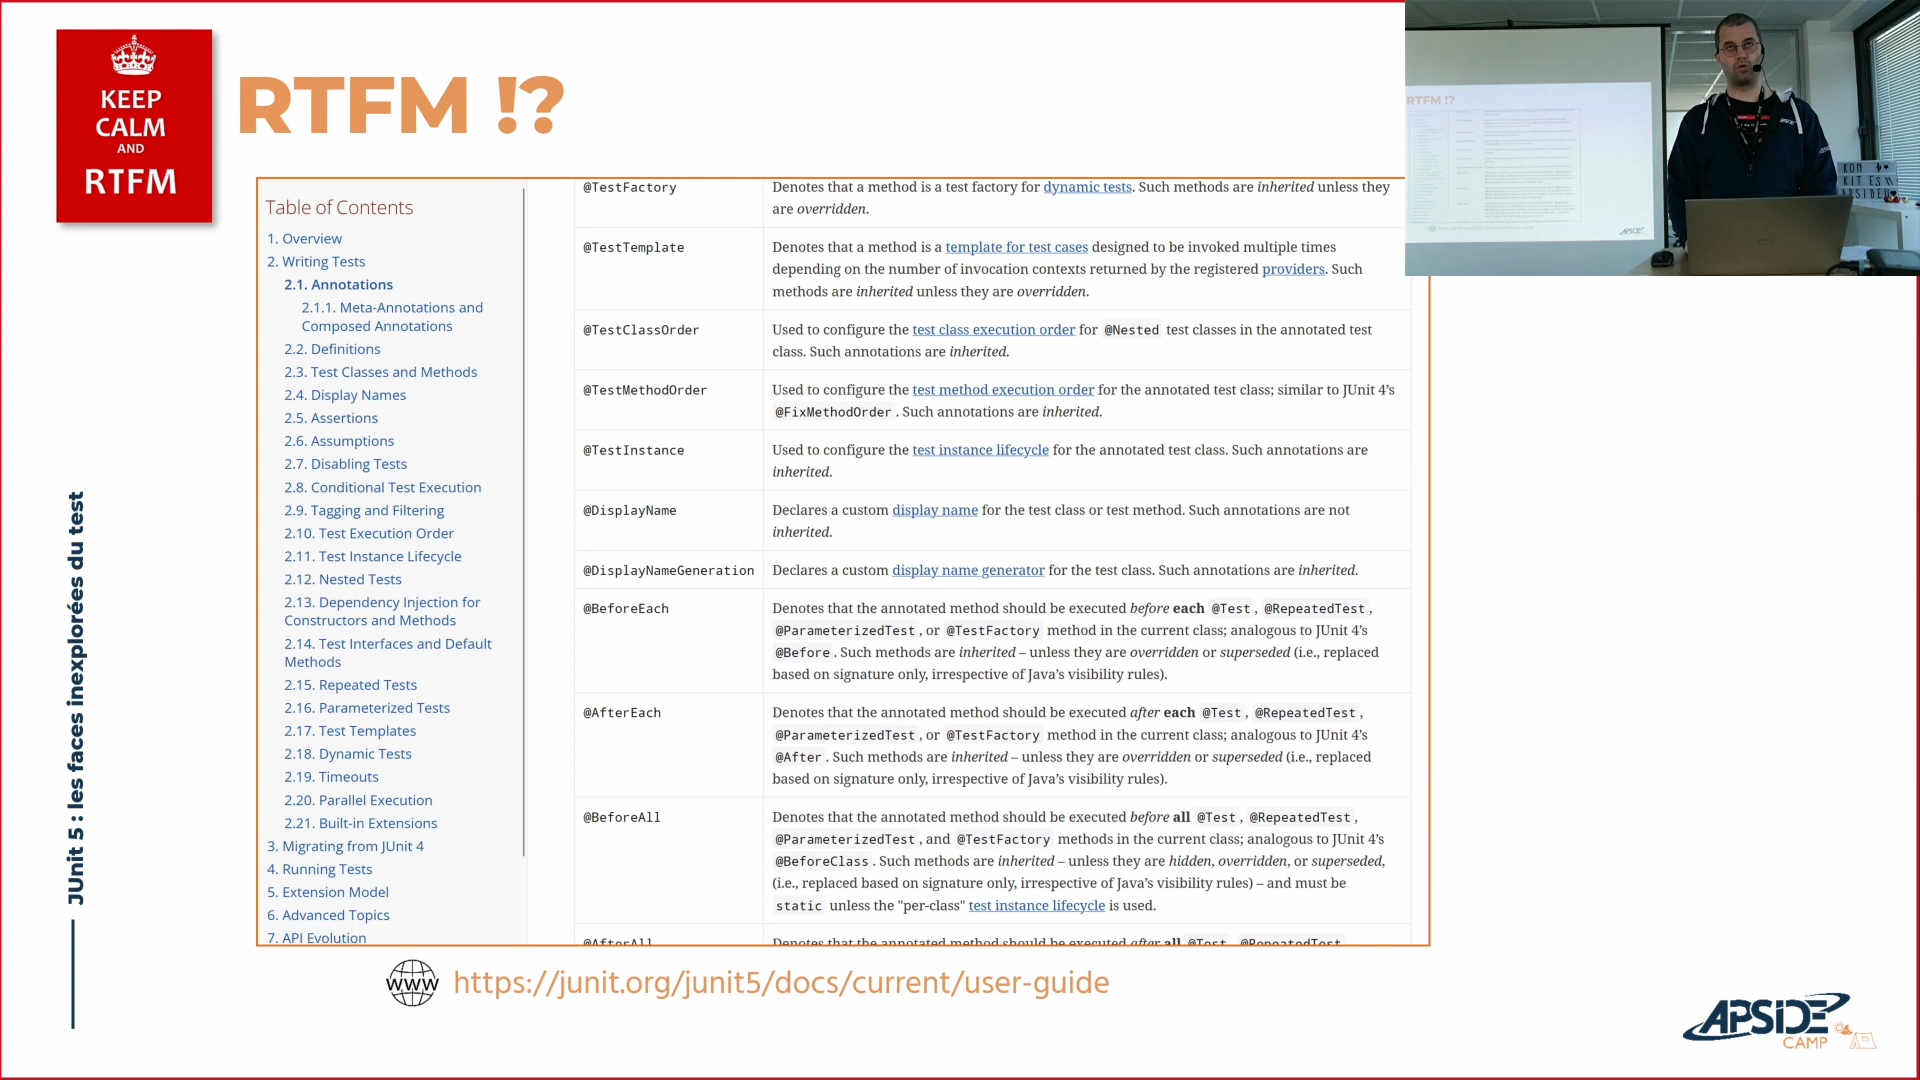 KEEP
CALM
AND
RTFM
RTFM !?
Table of Contents
1. Overview
2. Writing Tests
2.1. Annotations
2.1.1. Meta-Annotations and
Composed Annotations
2.2. Definitions
2.3. Test Classes and Methods
2.4. Display Names
2.5. Assertions
2.6. Assumptions
2.7. Disabling Tests
2.8. Conditional Test Execution
2.9. Tagging and Filtering
2.10. Test Execution Order
2.11. Test Instance Lifecycle
2.12. Nested Tests
2.13. Dependency Injection for
Constructors and Methods
2.14. Test Interfaces and Default
Methods
2.15. Repeated Tests
2.16. Parameterized Tests
2.17. Test Templates
2.18. Dynamic Tests
2.19. Timeouts
2.20. Parallel Execution
2.21. Built-in Extensions
3. Migrating from JUnit 4
4. Running Tests
5. Extension Model
6. Advanced Topics
7. API Evolution
@TestFactory
Denotes that a method is a test factory for dynamic tests. Such methods are inherited unless they
are overridden.
@TestTemplate
Denotes that a method is a template for test cases designed to be invoked multiple times
depending on the number of invocation contexts returned by the registered providers. Such
methods are inherited unless they are overridden.
@TestClassOrder
Used to configure the test class execution order for @Nested test classes in the annotated test
class. Such annotations are inherited.
@TestMethodOrder
Used to configure the test method execution order for the annotated test class; similar to JUnit 4’s
@FixMethodOrder. Such annotations are inherited.
@TestInstance
Used to configure the test instance lifecycle for the annotated test class. Such annotations are
inherited.
@DisplayName
Declares a custom display name for the test class or test method. Such annotations are not
inherited.
@DisplayNameGeneration
Declares a custom display name generator for the test class. Such annotations are inherited.
@BeforeEach
Denotes that the annotated method should be executed before each @Test, @RepeatedTest,
@ParameterizedTest, or @TestFactory method in the current class; analogous to JUnit 4’s
@Before. Such methods are inherited – unless they are overridden or superseded (i.e., replaced
based on signature only, irrespective of Java’s visibility rules).
@AfterEach
Denotes that the annotated method should be executed after each @Test, @RepeatedTest,
@ParameterizedTest, or @TestFactory method in the current class; analogous to JUnit 4’s
@After. Such methods are inherited – unless they are overridden or superseded (i.e., replaced
based on signature only, irrespective of Java’s visibility rules).
@BeforeAll
Denotes that the annotated method should be executed before all @Test, @RepeatedTest,
@ParameterizedTest, and @TestFactory methods in the current class; analogous to JUnit 4’s
@BeforeClass. Such methods are inherited – unless they are hidden, overridden, or superseded,
(i.e., replaced based on signature only, irrespective of Java’s visibility rules) – and must be
static unless the "per-class" test instance lifecycle is used.
@AfterAll
Denotes that the annotated method should be executed after all @Test, @RepeatedTest,
www
https://junit.org/junit5/docs/current/user-guide
JUnit 5 : les faces inexplorées du test
APSIDE
CAMP
RTFM !?
APSIDE
KOM
KIT ES
APSIDEU